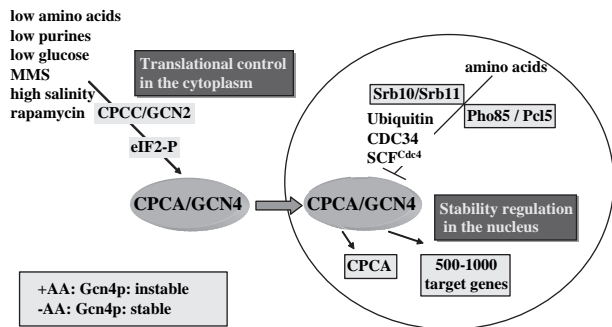 low amino acids
low purines
low glucose
MMS
high salinity
rapamycin
Translational control
in the cytoplasm
CPCC/GCN2
eIF2-P
CPCA/GCN4
amino acids
Srb10/Srb11
Pho85 / Pcl5
Ubiquitin
CDC34
SCFCdc4
CPCA/GCN4
Stability regulation
in the nucleus
CPCA
500-1000
target genes
+AA: Gcn4p: instable
-AA: Gcn4p: stable